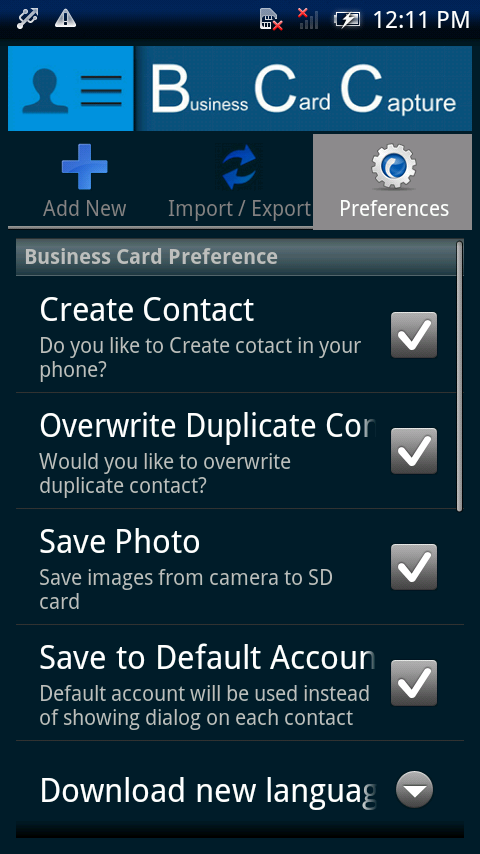 12:11 PM
Business Card Capture
Add New
Import / Export
Preferences
Business Card Preference
Create Contact
Do you like to Create cotact in your
phone?
Overwrite Duplicate Con
Would you like to overwrite
duplicate contact?
Save Photo
Save images from camera to SD
card
Save to Default Accoun
Default account will be used instead
of showing dialog on each contact
Download new languag